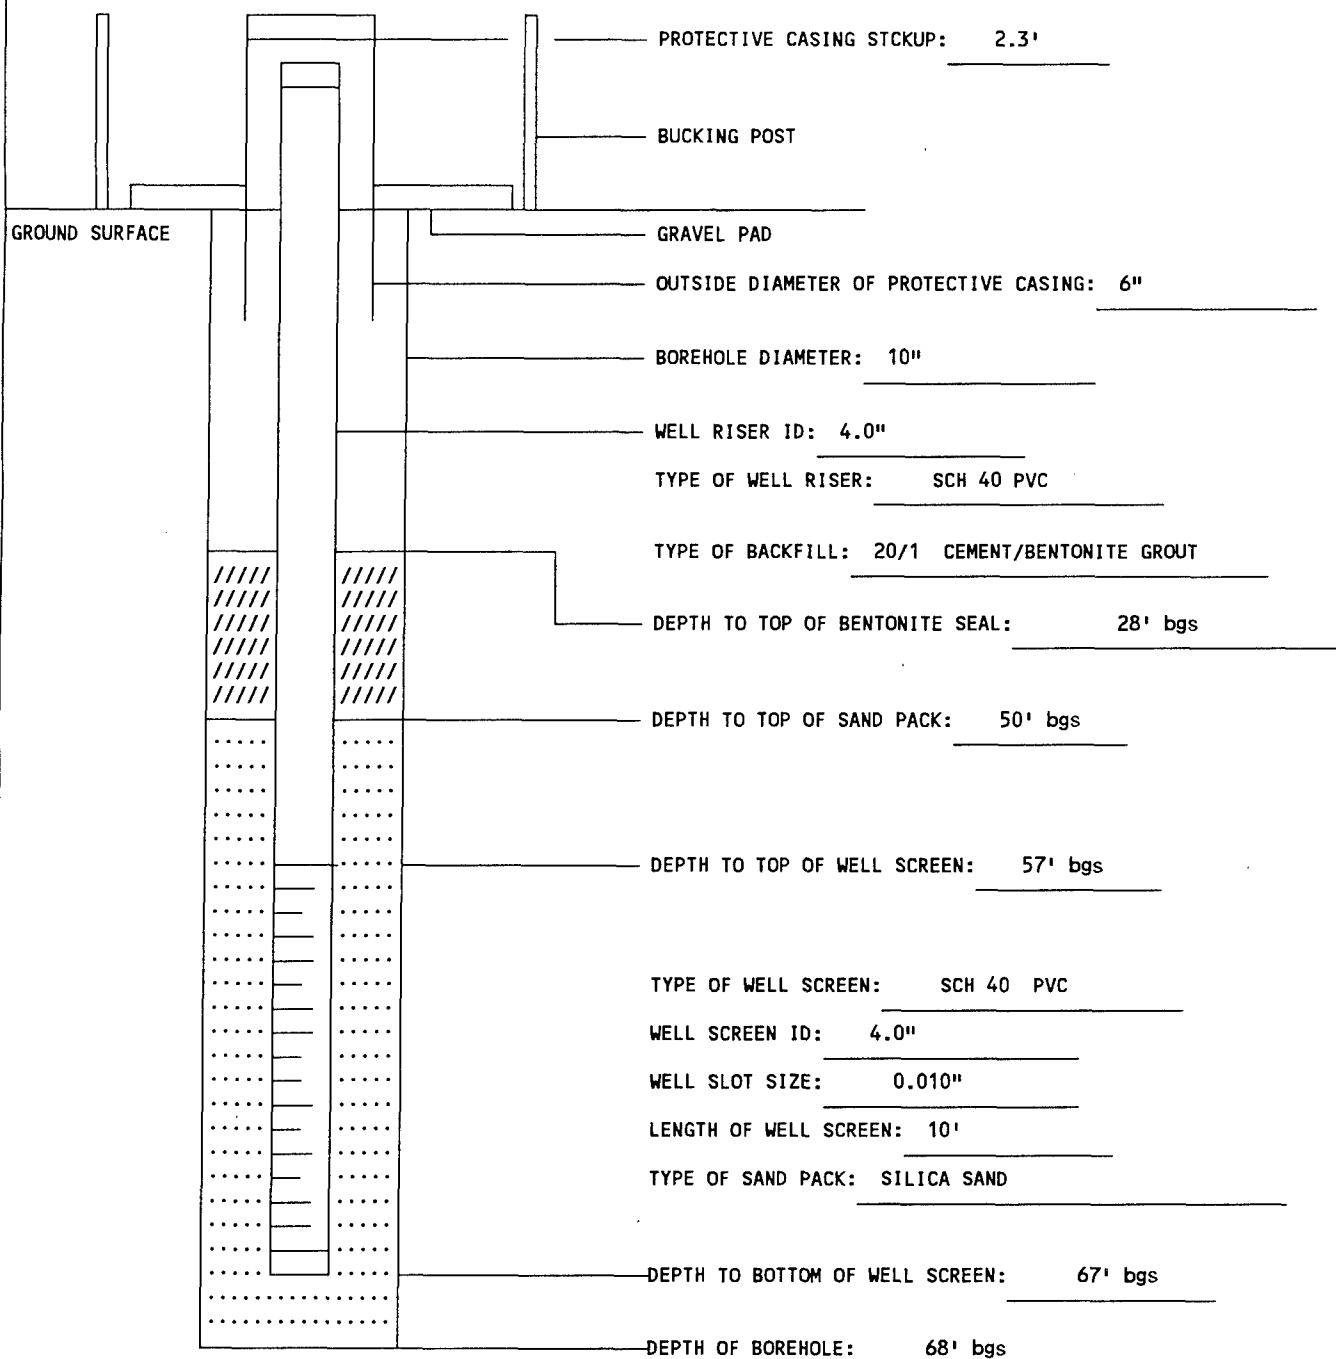 PROTECTIVE CASING STCKUP: 2.3'
BUCKING POST
GROUND SURFACE
GRAVEL PAD
OUTSIDE DIAMETER OF PROTECTIVE CASING: 6"
BOREHOLE DIAMETER: 10"
WELL RISER ID: 4.0"
TYPE OF WELL RISER: SCH 40 PVC
TYPE OF BACKFILL: 20/1 CEMENT/BENTONITE GROUT
DEPTH TO TOP OF BENTONITE SEAL: 28' bgs
DEPTH TO TOP OF SAND PACK: 50' bgs
DEPTH TO TOP OF WELL SCREEN: 57' bgs
TYPE OF WELL SCREEN: SCH 40 PVC
WELL SCREEN ID: 4.0"
WELL SLOT SIZE: 0.010"
LENGTH OF WELL SCREEN: 10'
TYPE OF SAND PACK: SILICA SAND
DEPTH TO BOTTOM OF WELL SCREEN: 67' bgs
DEPTH OF BOREHOLE: 68' bgs